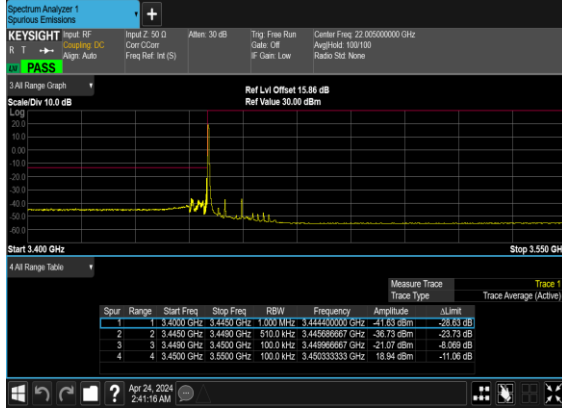 Spectrum Analyzer 1
Spurious Emissions
KEYSIGHT Input: RF Input Z: 50 Ω Atten: 30 dB Trig: Free Run Center Freq: 22.005000000 GHz
R T Coupling: DC Corr CCorr Gate: Off Avg|Hold: 100/100
Align: Auto Freq Ref: Int (S) IF Gain: Low Radio Std: None
PASS
3 All Range Graph
Ref Lvl Offset 15.86 dB
Scale/Div 10.0 dB Ref Value 30.00 dBm
Log
20.0
10.0
0.00
-10.0
-20.0
-30.0
-40.0
-50.0
-60.0
Start 3.400 GHz Stop 3.550 GH
4 All Range Table
Measure Trace Trace 1
Trace Type Trace Average (Active)
Spur Range Start Freq Stop Freq RBW Frequency Amplitude ΔLimit
1 1 3.4000 GHz 3.4450 GHz 1.000 MHz 3.444400000 GHz -41.63 dBm -28.63 dB
2 2 3.4450 GHz 3.4490 GHz 510.0 kHz 3.445686667 GHz -36.73 dBm -23.73 dB
3 3 3.4490 GHz 3.4500 GHz 100.0 kHz 3.449966667 GHz -21.07 dBm -8.069 dB
4 4 3.4500 GHz 3.5500 GHz 100.0 kHz 3.450333333 GHz 18.94 dBm -11.06 dB
? Apr 24, 2024
2:41:16 AM